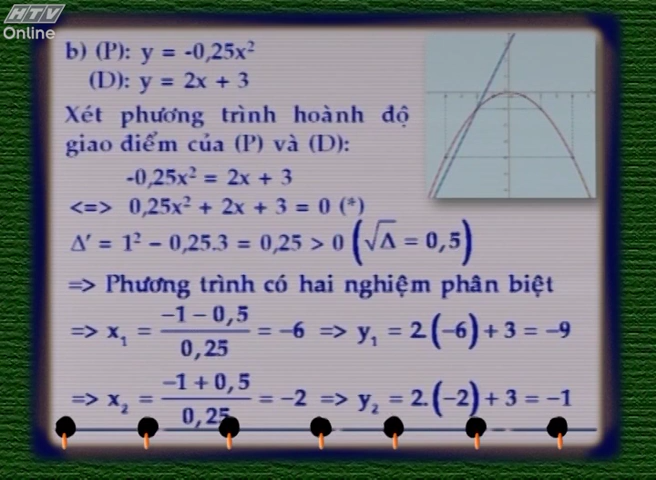 HTV
Online
b) (P): y = -0,25x²
(D): y = 2x + 3
Xét phương trình hoành độ
giao điểm của (P) và (D):
-0,25x² = 2x + 3
<=> 0,25x² + 2x + 3 = 0 (*)
Δ' = 1² – 0,25.3 = 0,25 > 0 (√Δ = 0,5)
=> Phương trình có hai nghiệm phân biệt
=> x₁ = (–1 – 0,5)/0,25 = –6 => y₁ = 2.(–6) + 3 = –9
=> x₂ = (–1 + 0,5)/0,25 = –2 => y₂ = 2.(–2) + 3 = –1